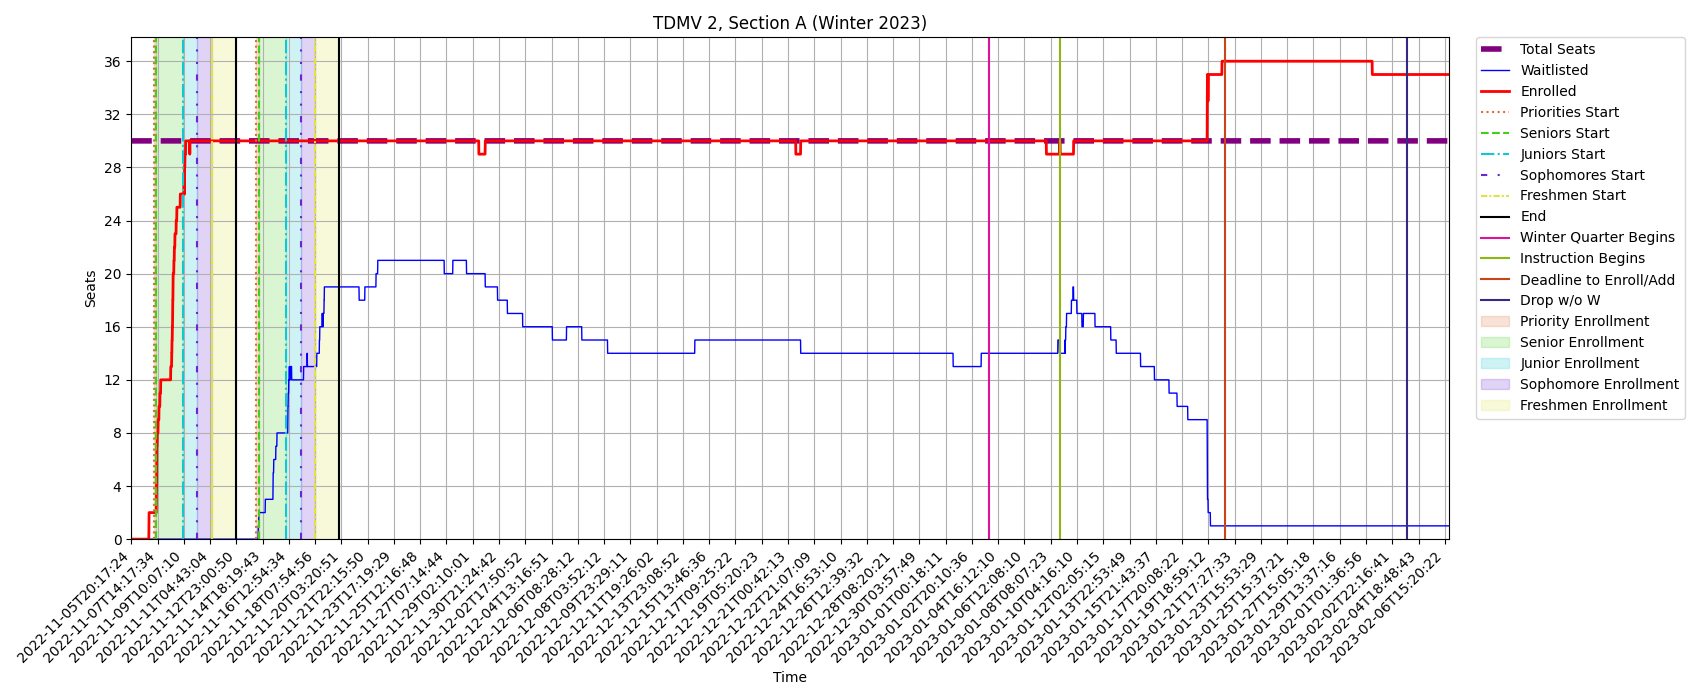 TDMV 2, Section A (Winter 2023)
Seats
36
32
28
24
20
16
12
8
4
0
2022-11-05T20:17:24
2022-11-07T14:17:34
2022-11-09T10:07:10
2022-11-11T04:43:04
2022-11-12T23:00:50
2022-11-14T18:19:43
2022-11-16T12:54:34
2022-11-18T07:54:56
2022-11-20T03:20:51
2022-11-21T22:15:50
2022-11-23T17:19:29
2022-11-25T12:16:48
2022-11-27T07:14:44
2022-11-29T02:10:01
2022-11-30T21:24:42
2022-12-02T17:50:52
2022-12-04T13:16:51
2022-12-06T08:28:12
2022-12-08T03:52:12
2022-12-09T23:29:11
2022-12-11T19:26:02
2022-12-13T13:08:52
2022-12-15T13:46:36
2022-12-17T09:25:22
2022-12-19T05:20:23
2022-12-21T00:42:13
2022-12-22T21:07:09
2022-12-24T16:53:10
2022-12-26T12:39:32
2022-12-28T08:20:21
2022-12-30T03:57:49
2023-01-01T00:18:11
2023-01-02T20:10:36
2023-01-04T16:12:10
2023-01-06T12:08:10
2023-01-08T08:07:23
2023-01-10T04:16:10
2023-01-12T02:05:15
2023-01-13T22:53:49
2023-01-15T21:43:37
2023-01-17T20:08:22
2023-01-19T18:59:12
2023-01-21T17:27:33
2023-01-23T15:53:29
2023-01-25T15:37:21
2023-01-27T15:05:18
2023-01-29T13:37:16
2023-02-01T01:36:56
2023-02-02T22:16:41
2023-02-04T18:48:43
2023-02-06T15:20:22
Time
Total Seats
Waitlisted
Enrolled
Priorities Start
Seniors Start
Juniors Start
Sophomores Start
Freshmen Start
End
Winter Quarter Begins
Instruction Begins
Deadline to Enroll/Add
Drop w/o W
Priority Enrollment
Senior Enrollment
Junior Enrollment
Sophomore Enrollment
Freshmen Enrollment